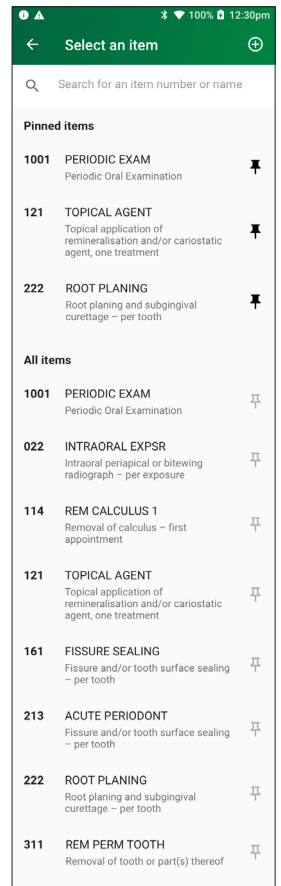 100% 12:30pm
Select an item
Search for an item number or name
Pinned items
1001 PERIODIC EXAM
Periodic Oral Examination
121 TOPICAL AGENT
Topical application of
remineralisation and/or cariostatic
agent, one treatment
222 ROOT PLANING
Root planing and subgingival
curettage – per tooth
All items
1001 PERIODIC EXAM
Periodic Oral Examination
022 INTRAORAL EXPSR
Intraoral periapical or bitewing
radiograph – per exposure
114 REM CALCULUS 1
Removal of calculus – first
appointment
121 TOPICAL AGENT
Topical application of
remineralisation and/or cariostatic
agent, one treatment
161 FISSURE SEALING
Fissure and/or tooth surface sealing
– per tooth
213 ACUTE PERIODONT
Fissure and/or tooth surface sealing
– per tooth
222 ROOT PLANING
Root planing and subgingival
curettage – per tooth
311 REM PERM TOOTH
Removal of tooth or part(s) thereof